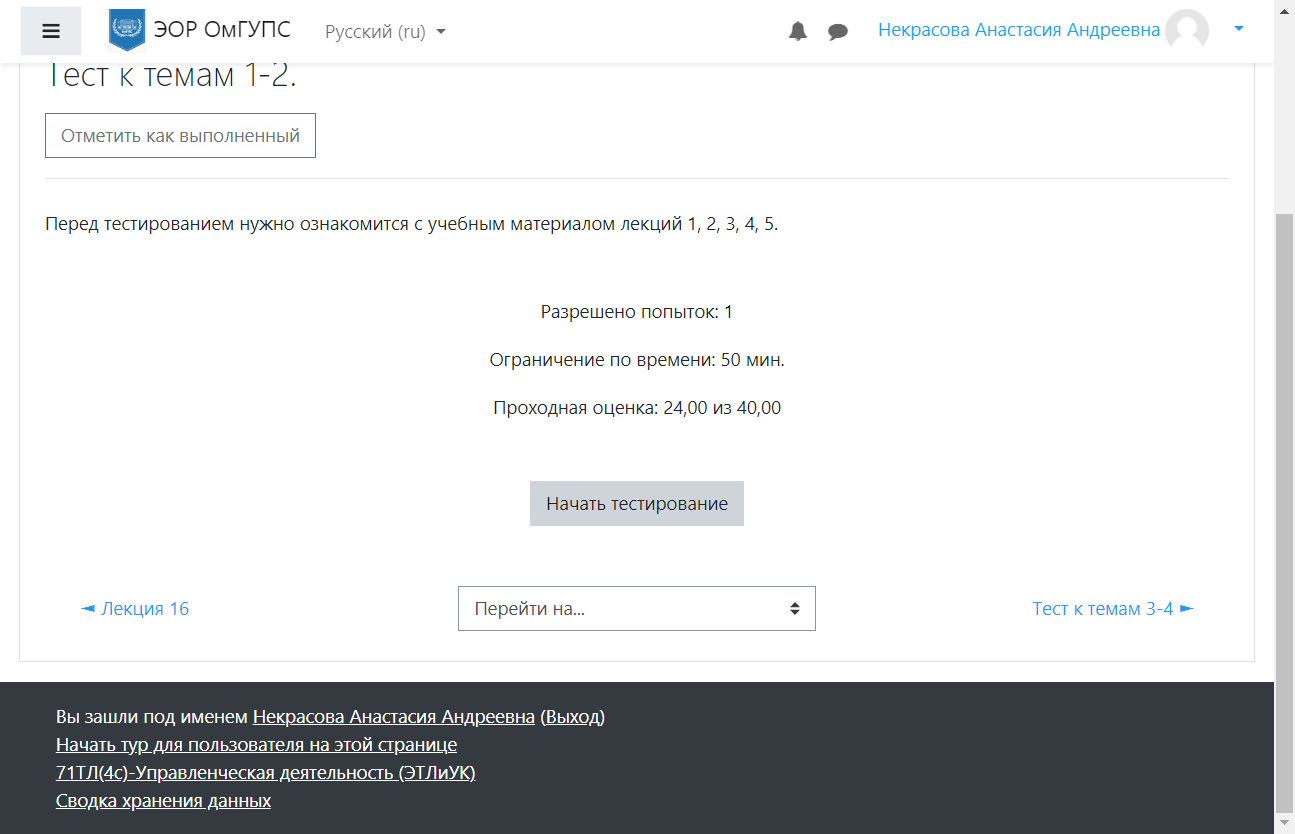 ЭОР ОмГУПС
Русский (ru)
Некрасова Анастасия Андреевна
Тест к темам 1-2.
Отметить как выполненный
Перед тестированием нужно ознакомится с учебным материалом лекций 1, 2, 3, 4, 5.
Разрешено попыток: 1
Ограничение по времени: 50 мин.
Проходная оценка: 24,00 из 40,00
Начать тестирование
◄ Лекция 16
Перейти на...
Тест к темам 3-4 ►
Вы зашли под именем Некрасова Анастасия Андреевна (Выход)
Начать тур для пользователя на этой странице
71ТЛ(4с)-Управленческая деятельность (ЭТЛиУК)
Сводка хранения данных